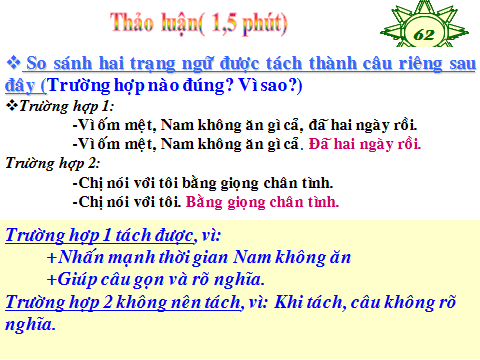 Thảo luận( 1,5 phút)
62
❖ So sánh hai trạng ngữ được tách thành câu riêng sau
đây (Trường hợp nào đúng? Vì sao?)
❖Trường hợp 1:
-Vì ốm mệt, Nam không ăn gì cả, đã hai ngày rồi.
-Vì ốm mệt, Nam không ăn gì cả. Đã hai ngày rồi.
Trường hợp 2:
-Chị nói với tôi bằng giọng chân tình.
-Chị nói với tôi. Bằng giọng chân tình.
Trường hợp 1 tách được, vì:
+Nhấn mạnh thời gian Nam không ăn
+Giúp câu gọn và rõ nghĩa.
Trường hợp 2 không nên tách, vì: Khi tách, câu không rõ
nghĩa.